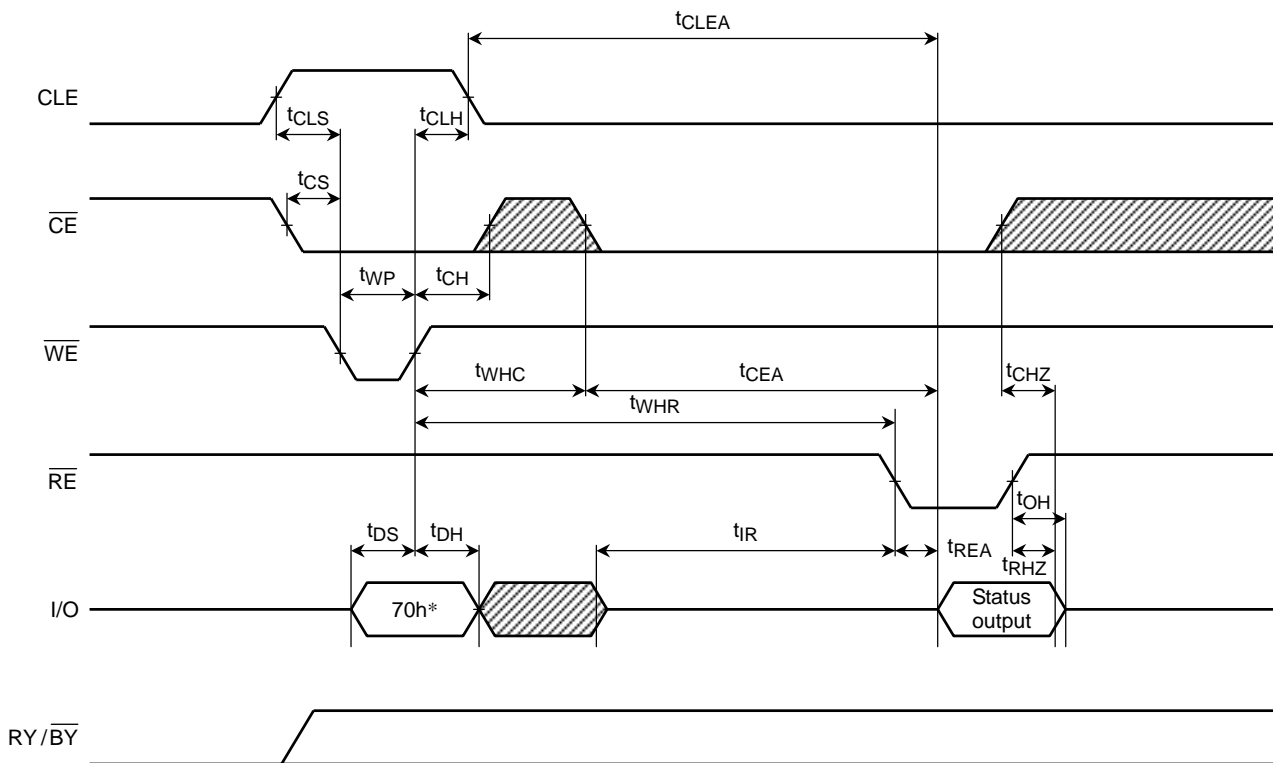 tCLEA
CLE
tCLS
tCLH
tCS
CE
tWP
tCH
WE
tWHC
tCEA
tCHZ
tWHR
RE
tDS
tDH
tIR
tREA
tOH
tRHZ
I/O
70h*
Status
output
RY/BY